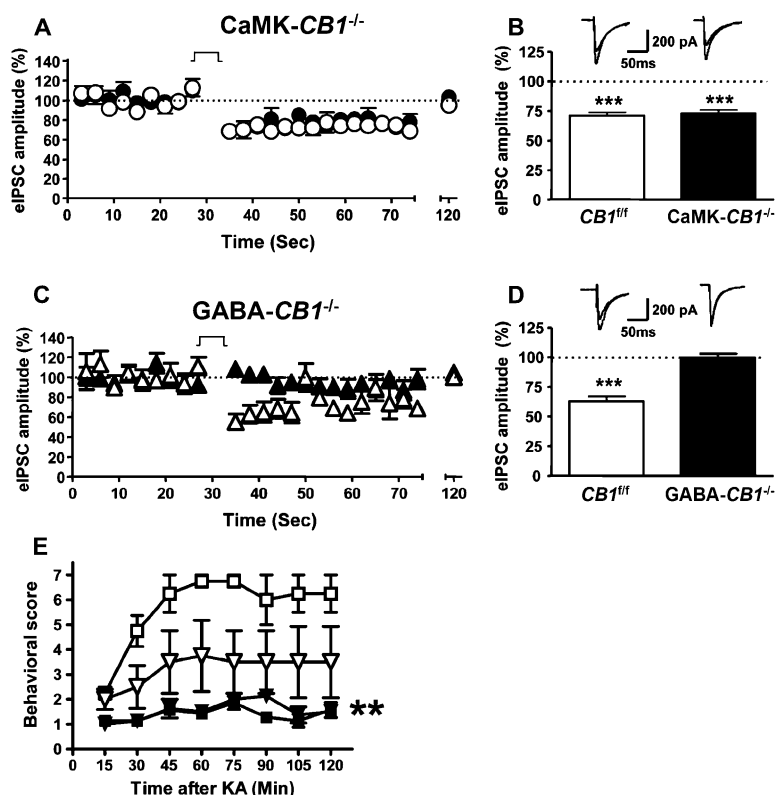 A
CaMK-CB1-/-
eIPSC amplitude (%)
140
120
100
80
60
40
20
0
0 10 20 30 40 50 60 70 120
Time (Sec)
B
200 pA
50ms
eIPSC amplitude (%)
125
100
75
50
25
0
*** ***
CB1f/f CaMK-CB1-/-
C
GABA-CB1-/-
eIPSC amplitude (%)
140
120
100
80
60
40
20
0
0 10 20 30 40 50 60 70 120
Time (Sec)
D
200 pA
50ms
eIPSC amplitude (%)
125
100
75
50
25
0
***
CB1f/f GABA-CB1-/-
E
Behavioral score
7
6
5
4
3
2
1
0
**
0 15 30 45 60 75 90 105 120
Time after KA (Min)